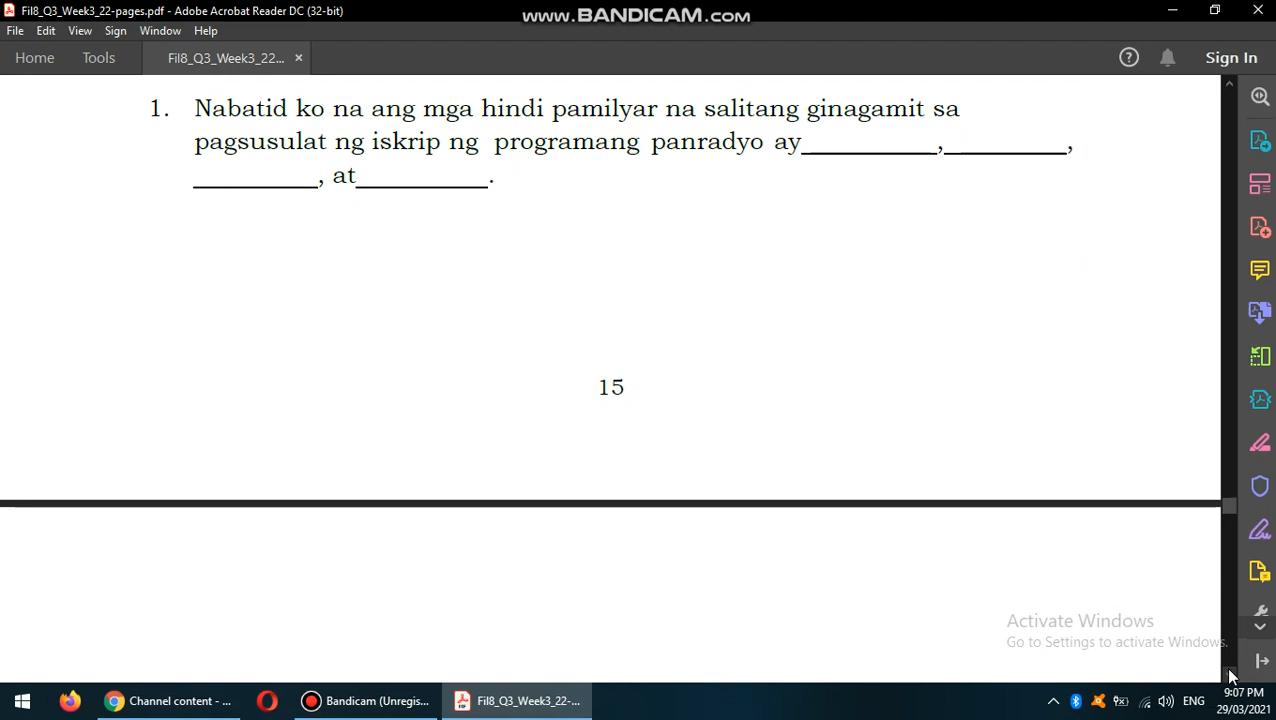 Fil8_Q3_Week3_22-pages.pdf - Adobe Acrobat Reader DC (32-bit)
www.BANDICAM.com
File Edit View Sign Window Help
Home Tools Fil8_Q3_Week3_22... × Sign In
1. Nabatid ko na ang mga hindi pamilyar na salitang ginagamit sa
pagsusulat ng iskrip ng programang panradyo ay__________,_________,
_________, at__________.
15
Activate Windows
Go to Settings to activate Windows.
Channel content - ... Bandicam (Unregis... Fil8_Q3_Week3_22-... ENG 9:07 PM
29/03/2021